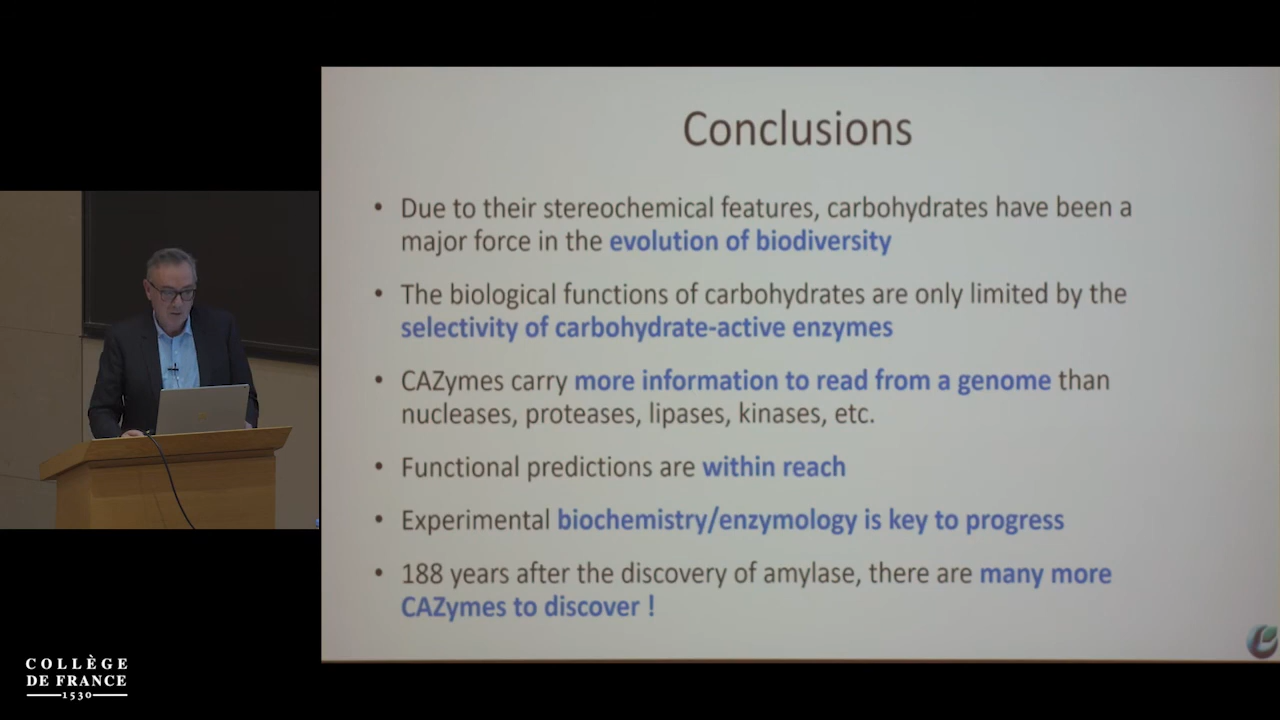 Conclusions
• Due to their stereochemical features, carbohydrates have been a
major force in the evolution of biodiversity
• The biological functions of carbohydrates are only limited by the
selectivity of carbohydrate-active enzymes
• CAZymes carry more information to read from a genome than
nucleases, proteases, lipases, kinases, etc.
• Functional predictions are within reach
• Experimental biochemistry/enzymology is key to progress
• 188 years after the discovery of amylase, there are many more
CAZymes to discover !
COLLÈGE
DE FRANCE
1530